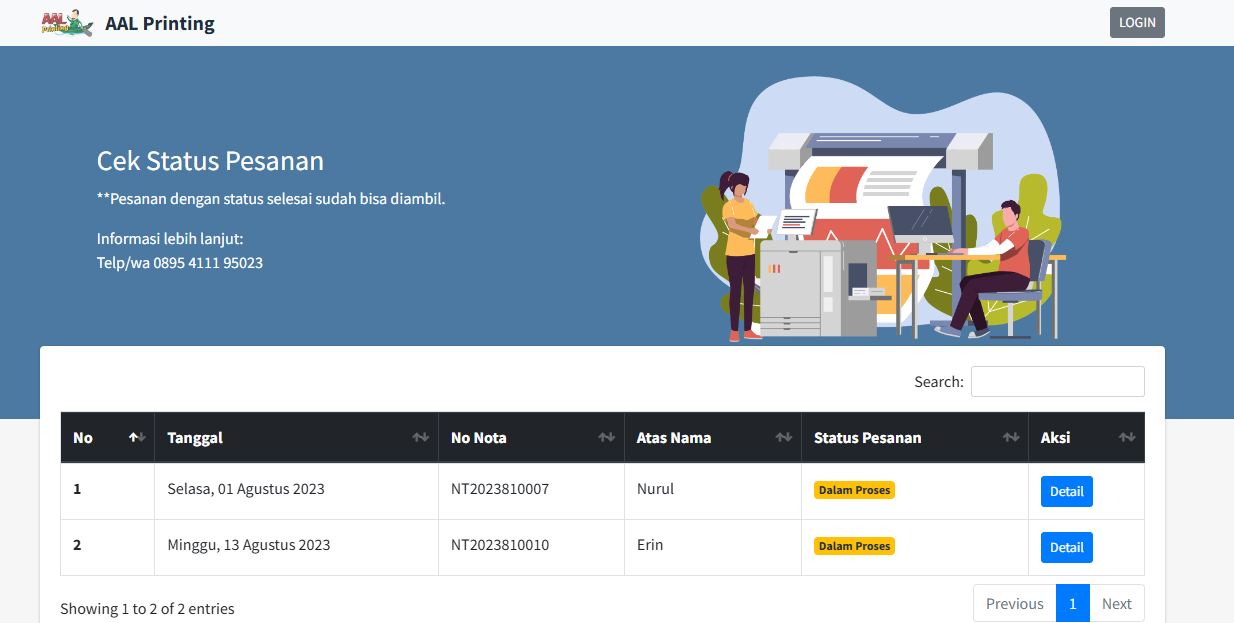 AAL Printing
AAL Printing
LOGIN
Cek Status Pesanan
**Pesanan dengan status selesai sudah bisa diambil.
Informasi lebih lanjut:
Telp/wa 0895 4111 95023
Search:
No Tanggal No Nota Atas Nama Status Pesanan Aksi
1 Selasa, 01 Agustus 2023 NT2023810007 Nurul Dalam Proses Detail
2 Minggu, 13 Agustus 2023 NT2023810010 Erin Dalam Proses Detail
Showing 1 to 2 of 2 entries
Previous 1 Next